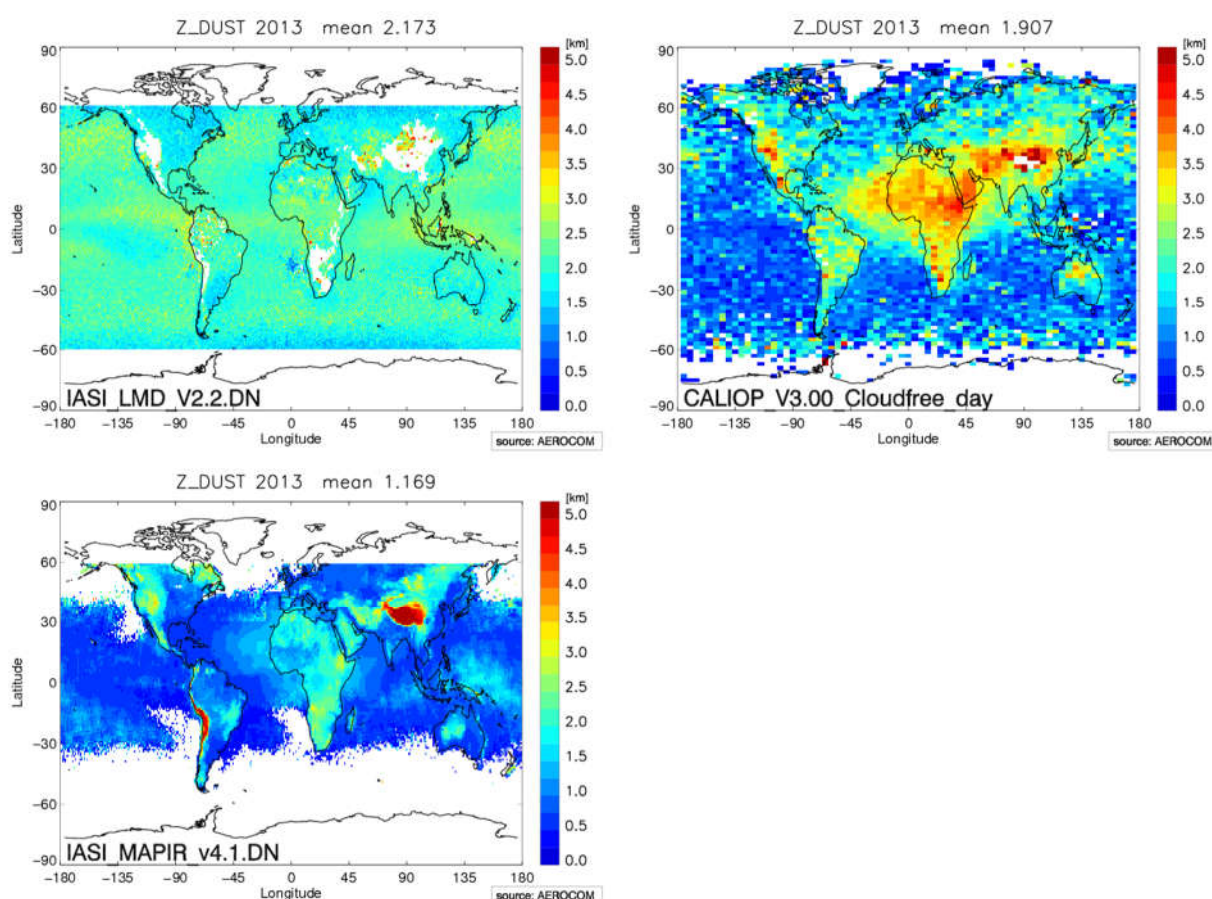 Z_DUST 2013 mean 2.173
[km]
90
60
30
0
−30
−60
−90
Latitude
5.0
4.5
4.0
3.5
3.0
2.5
2.0
1.5
1.0
0.5
0.0
IASI_LMD_V2.2.DN
−180 −135 −90 −45 0 45 90 135 180
Longitude
source: AEROCOM
Z_DUST 2013 mean 1.907
[km]
90
60
30
0
−30
−60
−90
Latitude
5.0
4.5
4.0
3.5
3.0
2.5
2.0
1.5
1.0
0.5
0.0
CALIOP_V3.00_Cloudfree_day
−180 −135 −90 −45 0 45 90 135 180
Longitude
source: AEROCOM
Z_DUST 2013 mean 1.169
[km]
90
60
30
0
−30
−60
−90
Latitude
5.0
4.5
4.0
3.5
3.0
2.5
2.0
1.5
1.0
0.5
0.0
IASI_MAPIR_v4.1.DN
−180 −135 −90 −45 0 45 90 135 180
Longitude
source: AEROCOM